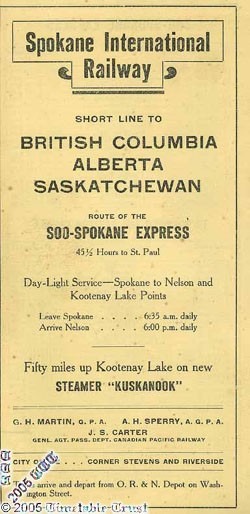 Spokane International
Railway
SHORT LINE TO
BRITISH COLUMBIA
ALBERTA
SASKATCHEWAN
ROUTE OF THE
SOO-SPOKANE EXPRESS
45½ Hours to St. Paul
Day-Light Service—Spokane to Nelson and
Kootenay Lake Points
Leave Spokane . . . . 6:35 a.m. daily
Arrive Nelson . . . . 6:00 p.m. daily
Fifty miles up Kootenay Lake on new
STEAMER "KUSKANOOK"
G. H. MARTIN, G. P. A. A. H. SPERRY, A. G. P. A.
J. S. CARTER
GENL. AGT. PASS. DEPT. CANADIAN PACIFIC RAILWAY
CITY CORNER STEVENS AND RIVERSIDE
arrive and depart from O. R. & N. Depot on
Street.
2005
© 2005 Timetable Trust